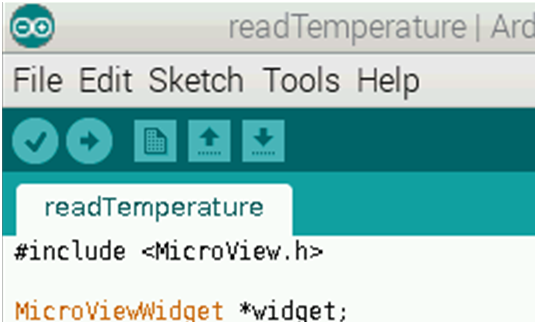 readTemperature | Ard
File Edit Sketch Tools Help
readTemperature
#include <MicroView.h>
MicroViewWidget *widget;